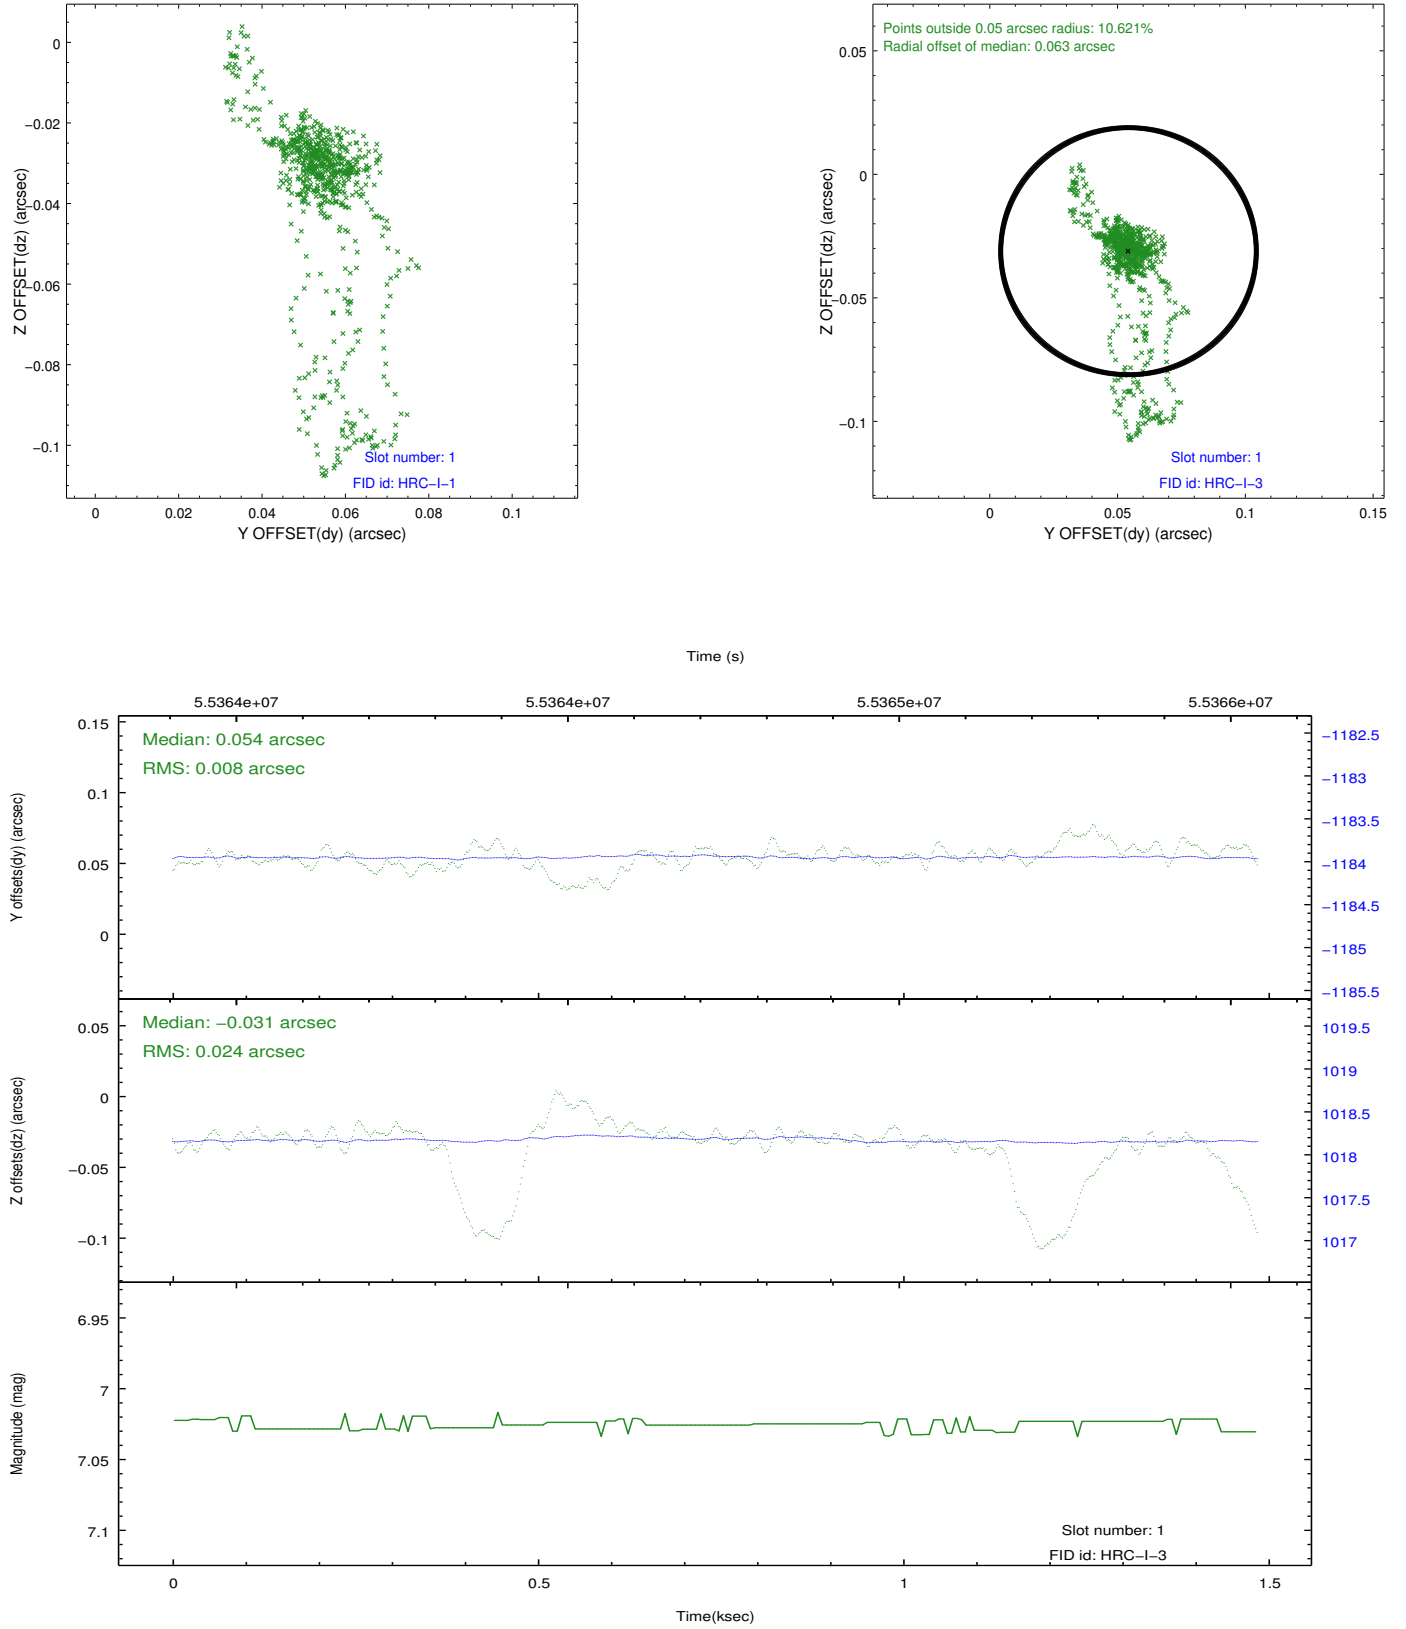 0
−0.02
−0.04
−0.06
−0.08
−0.1
Z OFFSET(dz) (arcsec)
Slot number: 1
FID id: HRC−I−1
0 0.02 0.04 0.06 0.08 0.1
Y OFFSET(dy) (arcsec)
Points outside 0.05 arcsec radius: 10.621%
Radial offset of median: 0.063 arcsec
0.05
0
−0.05
−0.1
Z OFFSET(dz) (arcsec)
Slot number: 1
FID id: HRC−I−3
0 0.05 0.1 0.15
Y OFFSET(dy) (arcsec)
Time (s)
5.5364e+07 5.5364e+07 5.5365e+07 5.5366e+07
Median: 0.054 arcsec
RMS: 0.008 arcsec
0.15
0.1
0.05
0
Y offsets(dy) (arcsec)
−1182.5
−1183
−1183.5
−1184
−1184.5
−1185
−1185.5
Median: −0.031 arcsec
RMS: 0.024 arcsec
0.05
0
−0.05
−0.1
Z offsets(dz) (arcsec)
1019.5
1019
1018.5
1018
1017.5
1017
6.95
7
7.05
7.1
Magnitude (mag)
Slot number: 1
FID id: HRC−I−3
0 0.5 1 1.5
Time(ksec)